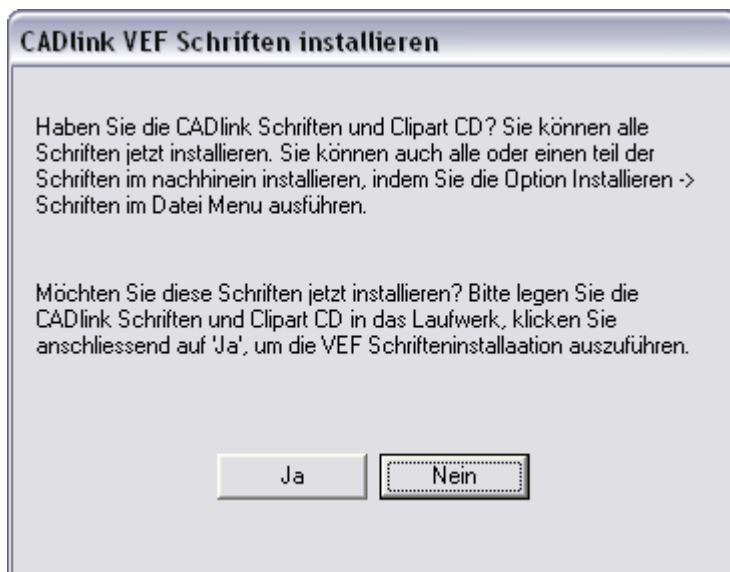 CADlink VEF Schriften installieren
Haben Sie die CADlink Schriften und Clipart CD? Sie können alle
Schriften jetzt installieren. Sie können auch alle oder einen teil der
Schriften im nachhinein installieren, indem Sie die Option Installieren ->
Schriften im Datei Menu ausführen.
Möchten Sie diese Schriften jetzt installieren? Bitte legen Sie die
CADlink Schriften und Clipart CD in das Laufwerk, klicken Sie
anschliessend auf 'Ja', um die VEF Schrifteninstallaation auszuführen.
Ja
Nein